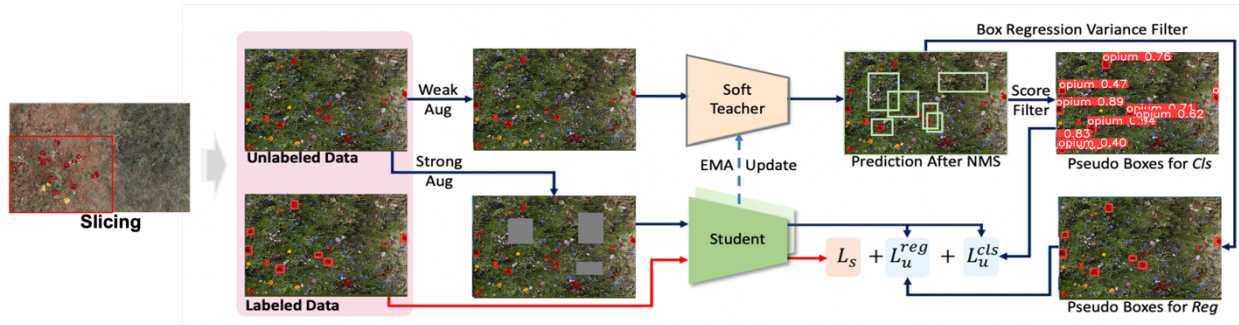 Box Regression Variance Filter
Weak
Aug
Soft
Teacher
Score
Filter
opium 0.76
opium 0.47
opium 0.89
0.71
opium 0.62
0.83
opium 0.40
Unlabeled Data
Prediction After NMS
Pseudo Boxes for Cls
Strong
Aug
EMA Update
Slicing
Student
L_s + L_u^{reg} + L_u^{cls}
Labeled Data
Pseudo Boxes for Reg